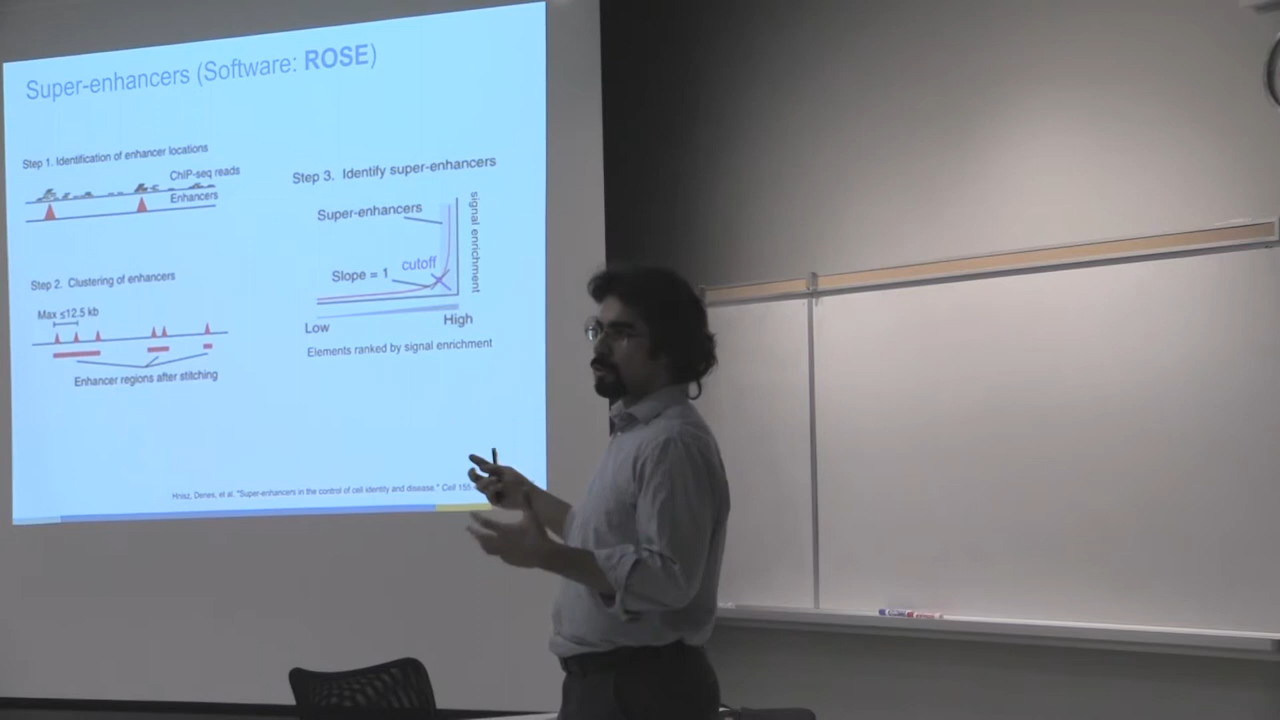 Super-enhancers (Software: ROSE)
Step 1. Identification of enhancer locations
ChIP-seq reads
Enhancers
Step 2. Clustering of enhancers
Max ≤12.5 kb
Enhancer regions after stitching
Step 3. Identify super-enhancers
Super-enhancers
signal enrichment
Slope = 1
cutoff
Low
High
Elements ranked by signal enrichment
Hnisz, Denes, et al. "Super-enhancers in the control of cell identity and disease." Cell 155